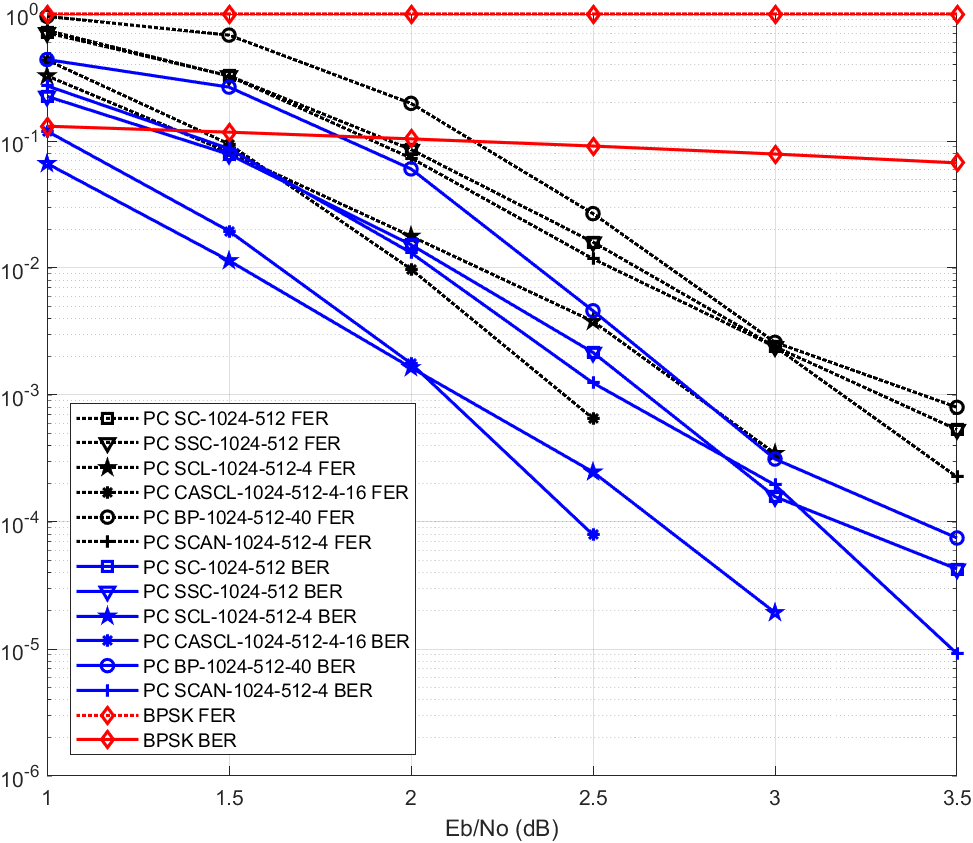 10^0
10^-1
10^-2
10^-3
10^-4
10^-5
10^-6
PC SC-1024-512 FER
PC SSC-1024-512 FER
PC SCL-1024-512-4 FER
PC CASCL-1024-512-4-16 FER
PC BP-1024-512-40 FER
PC SCAN-1024-512-4 FER
PC SC-1024-512 BER
PC SSC-1024-512 BER
PC SCL-1024-512-4 BER
PC CASCL-1024-512-4-16 BER
PC BP-1024-512-40 BER
PC SCAN-1024-512-4 BER
BPSK FER
BPSK BER
1 1.5 2 2.5 3 3.5
Eb/No (dB)